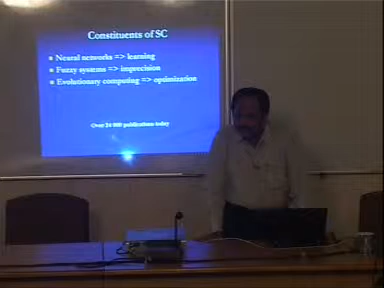 Constituents of SC
Neural networks => learning
Fuzzy systems => imprecision
Evolutionary computing => optimization
Over 24 000 publications today